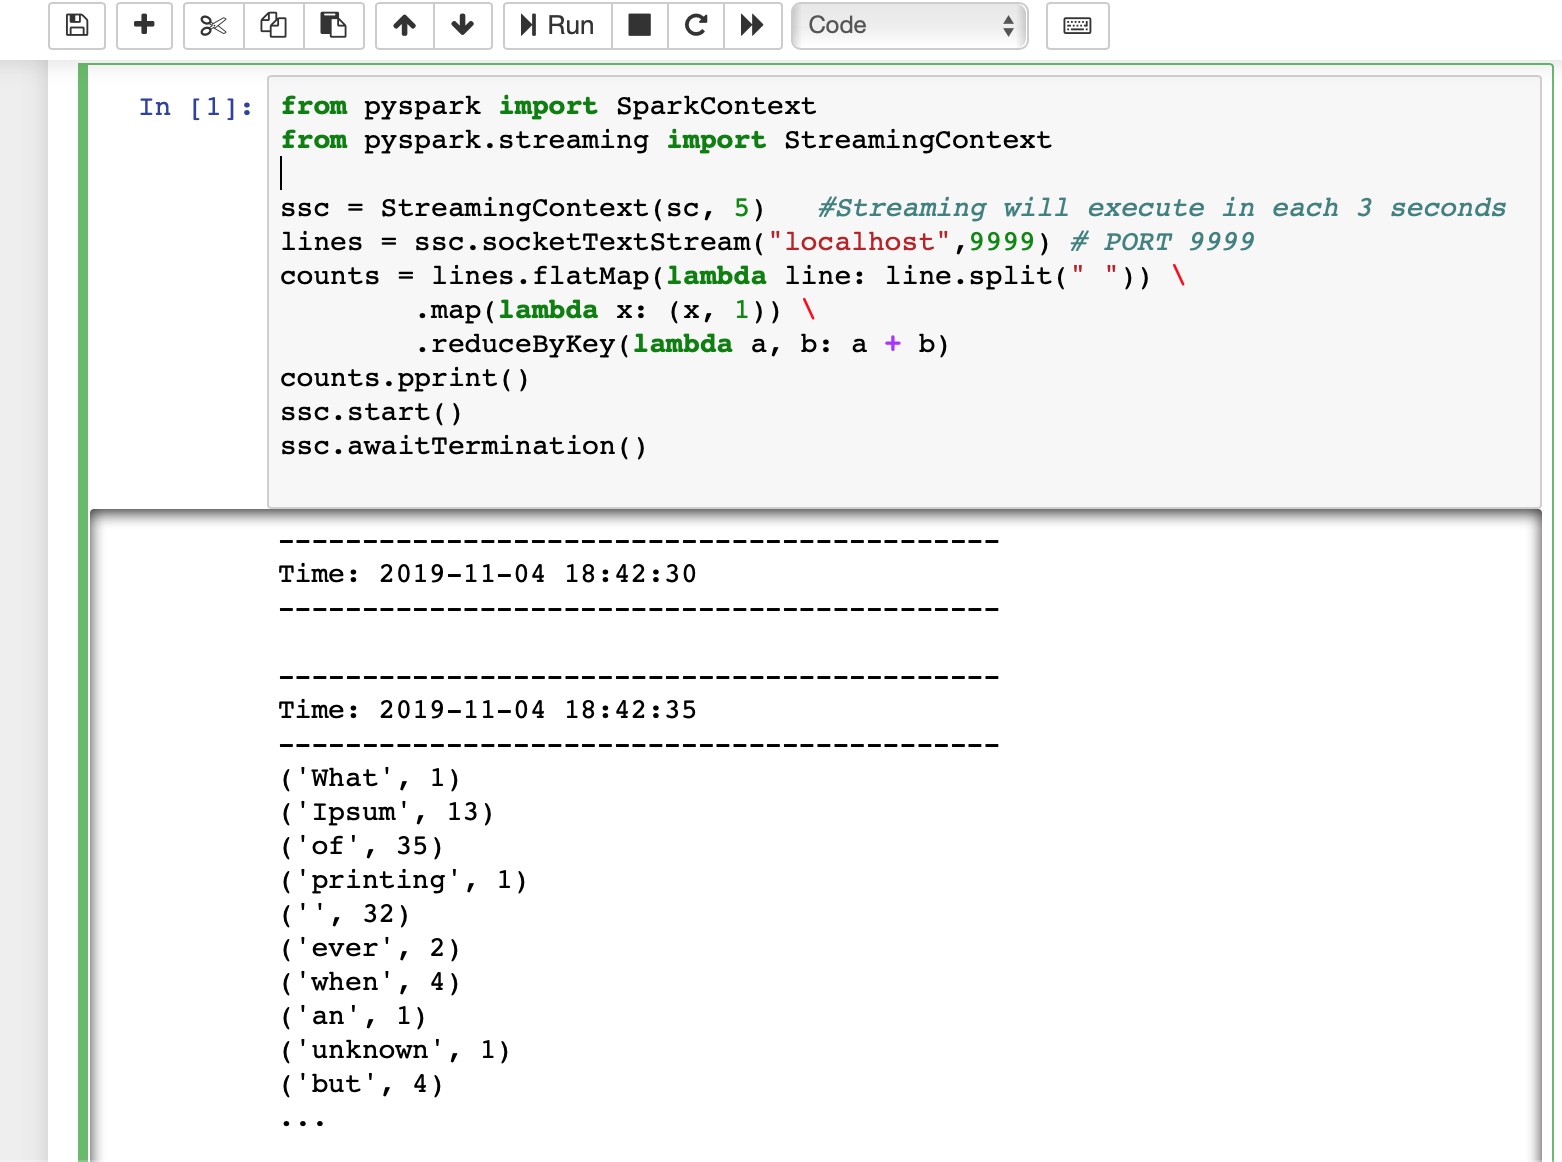 Run Code
In [1]:
from pyspark import SparkContext
from pyspark.streaming import StreamingContext
ssc = StreamingContext(sc, 5)   #Streaming will execute in each 3 seconds
lines = ssc.socketTextStream("localhost",9999) # PORT 9999
counts = lines.flatMap(lambda line: line.split(" ")) \
        .map(lambda x: (x, 1)) \
        .reduceByKey(lambda a, b: a + b)
counts.pprint()
ssc.start()
ssc.awaitTermination()
-------------------------------------------
Time: 2019-11-04 18:42:30
-------------------------------------------
-------------------------------------------
Time: 2019-11-04 18:42:35
-------------------------------------------
('What', 1)
('Ipsum', 13)
('of', 35)
('printing', 1)
('', 32)
('ever', 2)
('when', 4)
('an', 1)
('unknown', 1)
('but', 4)
...